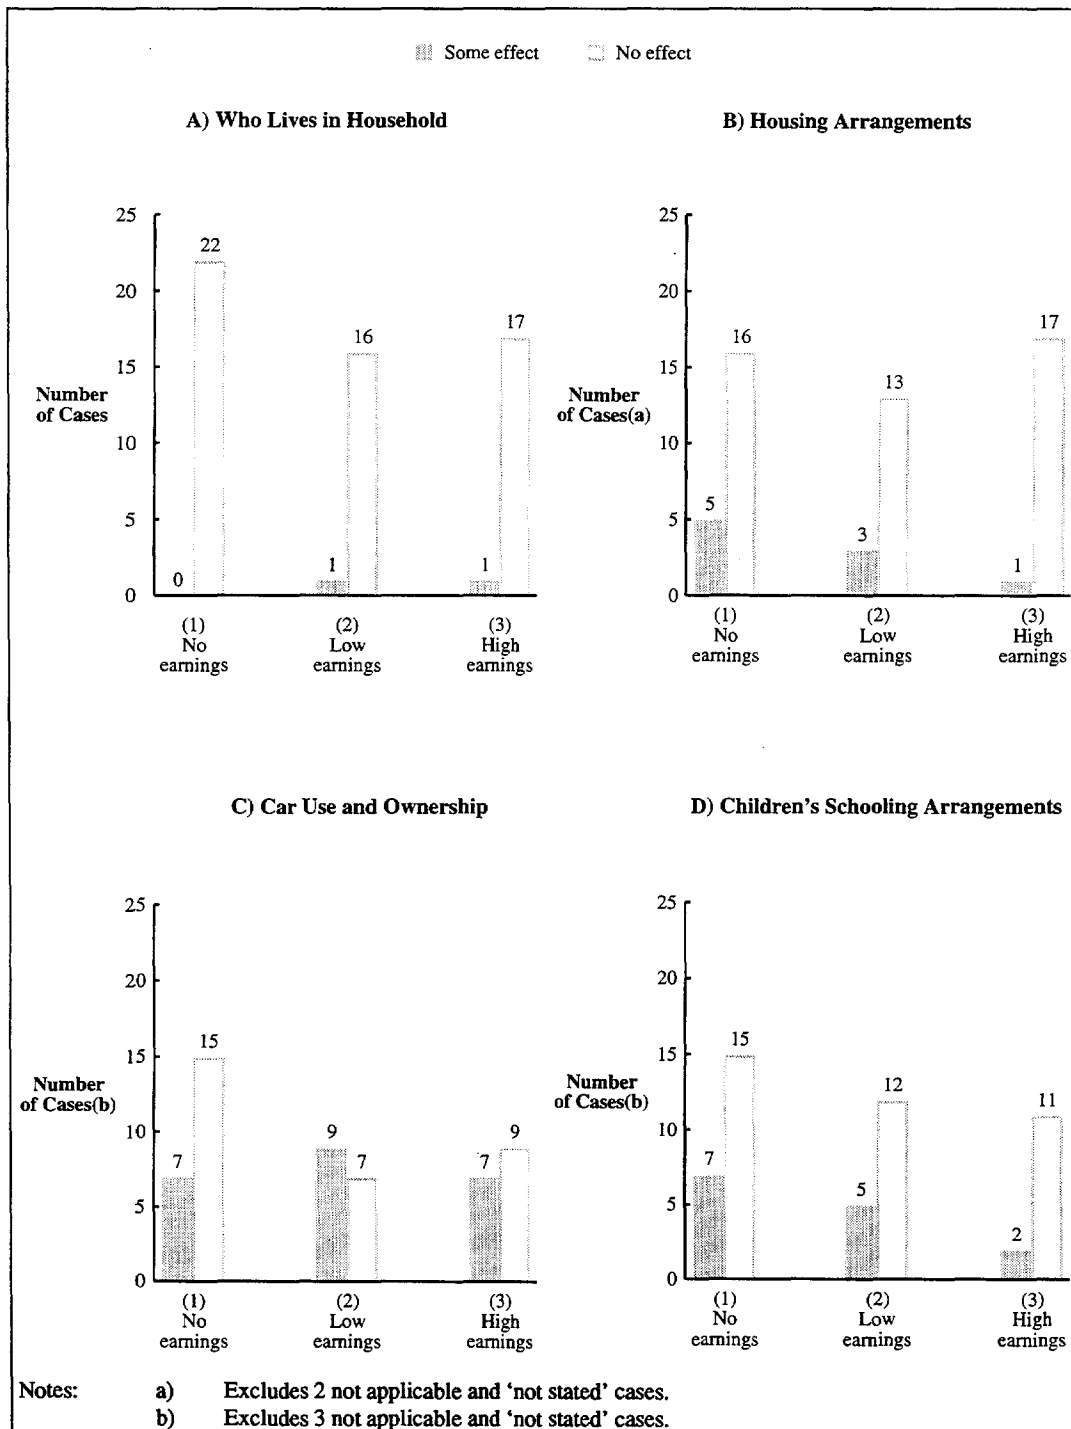 Some effect No effect
A) Who Lives in Household
25
20
15
10
5
0
Number
of Cases
22
16
17
0
1
1
(1) (2) (3)
No Low High
earnings earnings earnings
B) Housing Arrangements
25
20
15
10
5
0
Number
of Cases(a)
16
13
17
5
3
1
(1) (2) (3)
No Low High
earnings earnings earnings
C) Car Use and Ownership
25
20
15
10
5
0
Number
of Cases(b)
7
15
9
7
7
9
(1) (2) (3)
No Low High
earnings earnings earnings
D) Children's Schooling Arrangements
25
20
15
10
5
0
Number
of Cases(b)
7
15
5
12
2
11
(1) (2) (3)
No Low High
earnings earnings earnings
Notes: a) Excludes 2 not applicable and ‘not stated’ cases.
b) Excludes 3 not applicable and ‘not stated’ cases.